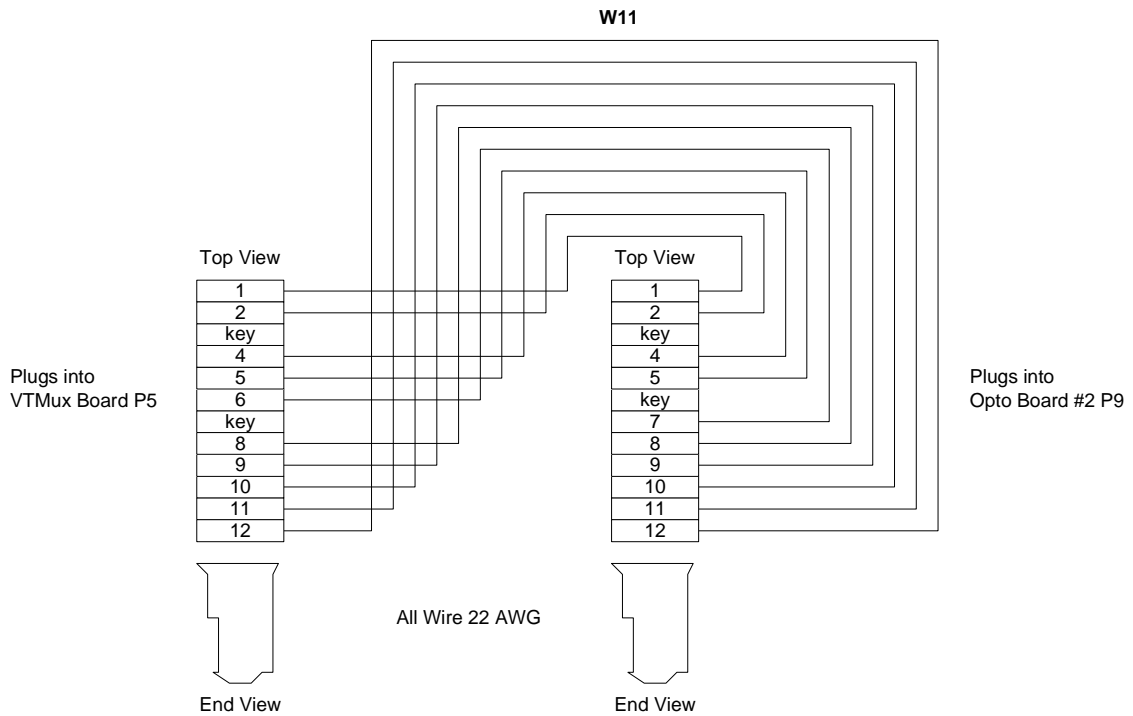 W11
Top View
1
2
key
4
5
6
key
8
9
10
11
12
Plugs into
VTMux Board P5
End View
All Wire 22 AWG
Top View
1
2
key
4
5
key
7
8
9
10
11
12
Plugs into
Opto Board #2 P9
End View